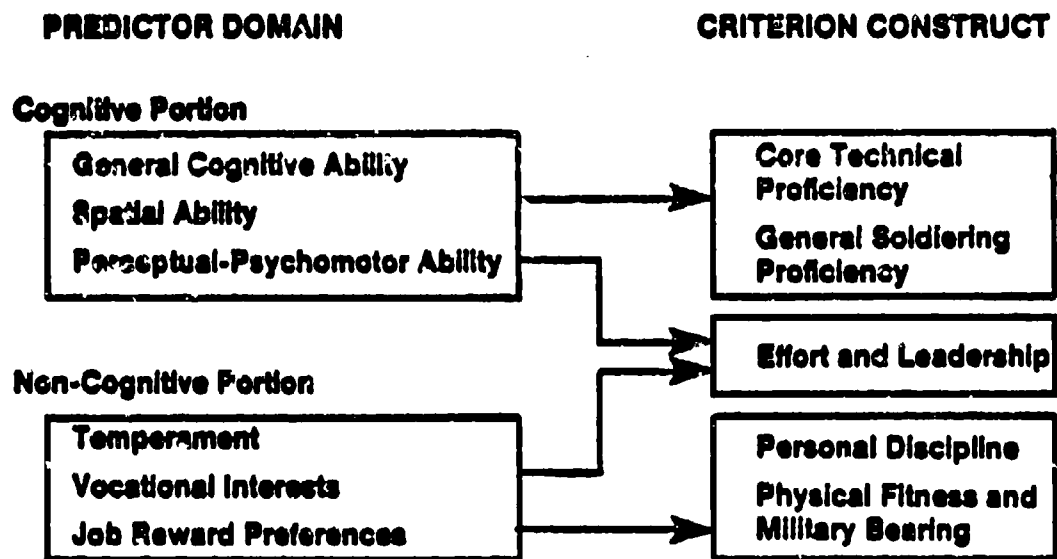 PREDICTOR DOMAIN
CRITERION CONSTRUCT
Cognitive Portion
General Cognitive Ability
Spatial Ability
Perceptual-Psychomotor Ability
Core Technical
Proficiency
General Soldiering
Proficiency
Effort and Leadership
Non-Cognitive Portion
Temperament
Vocational Interests
Job Reward Preferences
Personal Discipline
Physical Fitness and
Military Bearing